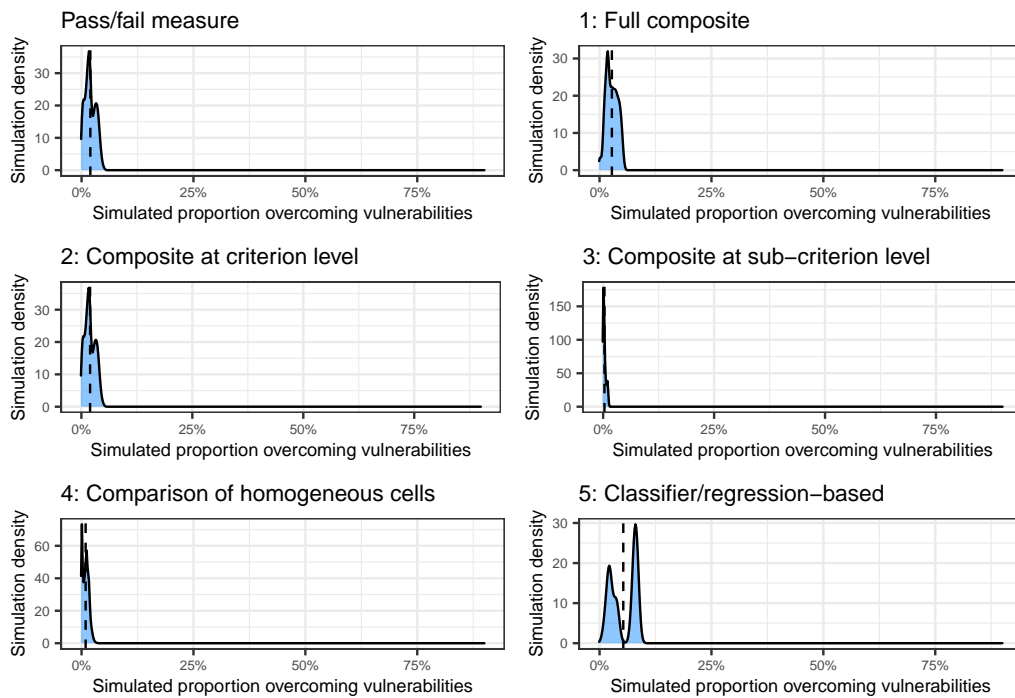 Pass/fail measure
Simulation density
30
20
10
0
0%
25%
50%
75%
Simulated proportion overcoming vulnerabilities
1: Full composite
Simulation density
30
20
10
0
0%
25%
50%
75%
Simulated proportion overcoming vulnerabilities
2: Composite at criterion level
Simulation density
30
20
10
0
0%
25%
50%
75%
Simulated proportion overcoming vulnerabilities
3: Composite at sub−criterion level
Simulation density
150
100
50
0
0%
25%
50%
75%
Simulated proportion overcoming vulnerabilities
4: Comparison of homogeneous cells
Simulation density
60
40
20
0
0%
25%
50%
75%
Simulated proportion overcoming vulnerabilities
5: Classifier/regression−based
Simulation density
30
20
10
0
0%
25%
50%
75%
Simulated proportion overcoming vulnerabilities